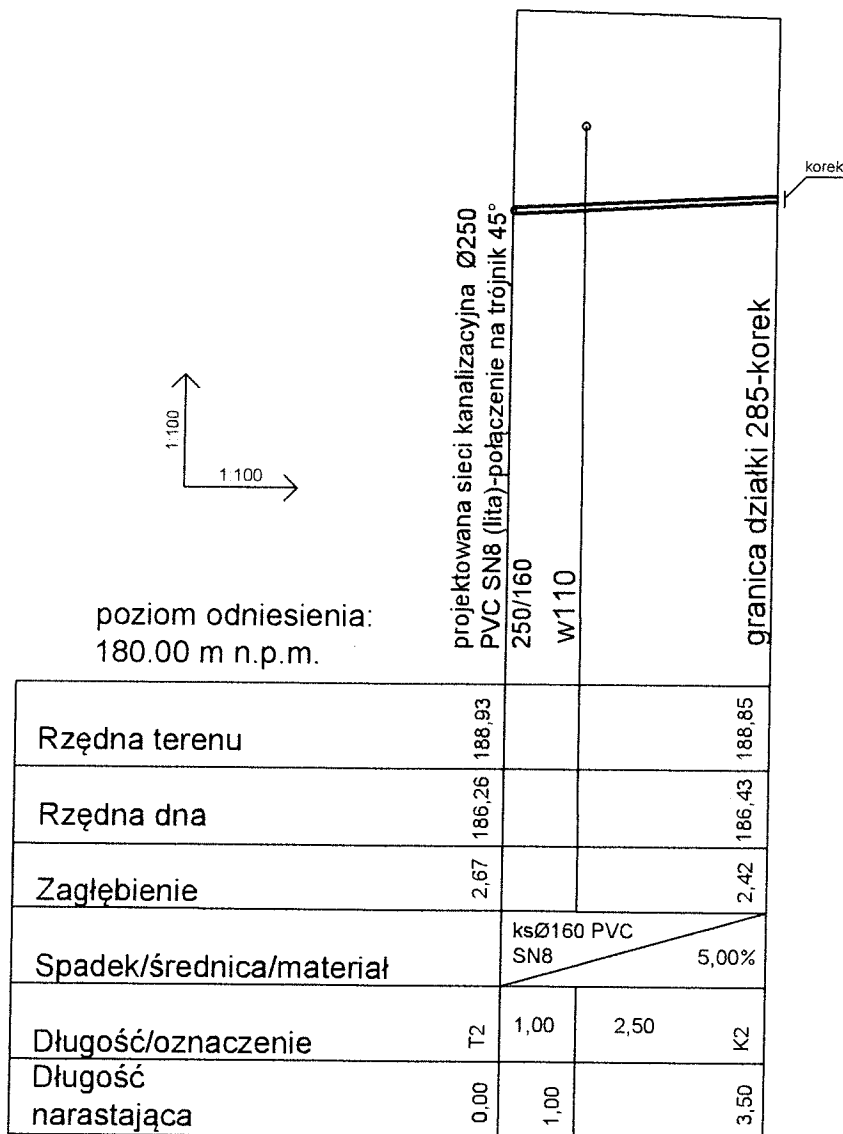 korek
projektowana sieci kanalizacyjna Ø250
PVC SN8 (lita)-połączenie na trójnik 45°
250/160
w110
granica działki 285-korek
1:100
1:100
poziom odniesienia:
180.00 m n.p.m.
Rzędna terenu 188,93 188,85
Rzędna dna 186,26 186,43
Zagłębienie 2,67 2,42
Spadek/średnica/materiał
ksØ160 PVC
SN8 5,00%
Długość/oznaczenie T2 1,00 2,50 K2
Długość
narastająca 0,00 1,00 3,50